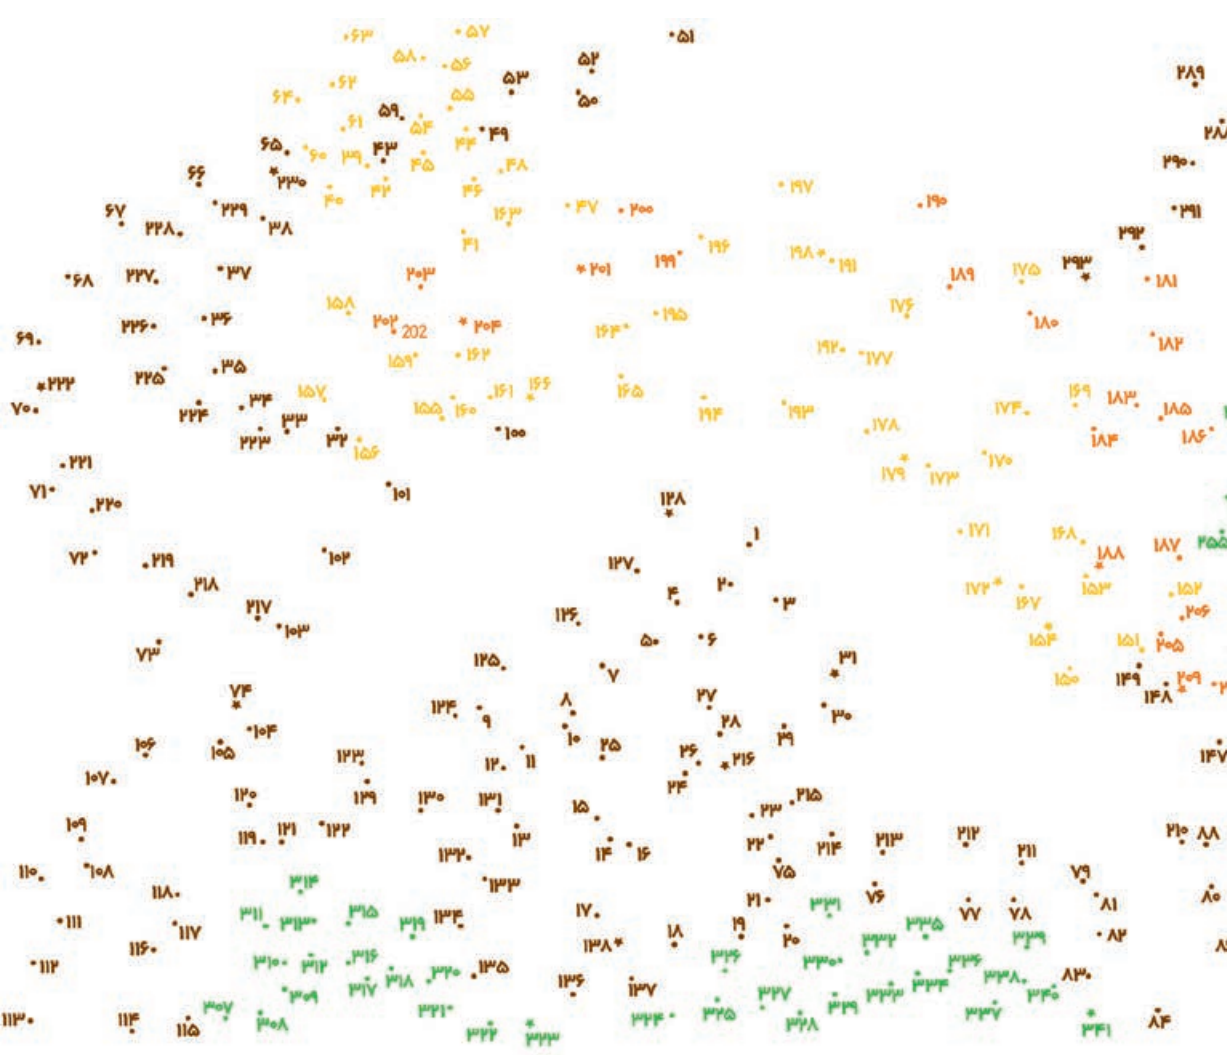 ۶۳ ۵۷
۵۸ ۵۶ ۵۲ ۵۱
۶۲ ۵۳ ۲۸۹
۶۴ ۵۵ ۵۰
۵۹
۶۱ ۵۴ ۴۹
۶۵ ۶۰ ۳۹ ۴۳ ۴۵ ۴۴ ۴۸ ۲۹۰
۶۶ ۲۳۰ ۴۰ ۴۲ ۴۶ ۱۹۷
۶۷ ۲۲۹ ۱۶۳ ۴۷ ۲۰۰ ۱۹۰ ۲۹۱
۲۲۸ ۳۸ ۴۱ ۱۹۶ ۲۹۲
۶۸ ۲۲۷ ۳۷ ۲۰۳ ۲۰۱ ۱۹۹ ۱۹۸ ۱۹۱ ۱۸۹ ۱۷۵ ۲۹۳ ۱۸۱
۱۵۸ ۱۹۵ ۱۷۶
۶۹ ۲۲۶ ۳۶ ۲۰۲ 202 ۲۰۴ ۱۶۴ ۱۸۰ ۱۸۲
۱۵۹ ۱۶۲ ۱۹۲ ۱۷۷
۲۲۲ ۲۲۵ ۳۵ ۱۵۷ ۱۶۱ ۱۶۶ ۱۶۵ ۱۶۹
۷۰ ۲۲۴ ۳۴ ۱۵۵ ۱۶۰ ۱۹۴ ۱۹۳ ۱۷۴ ۱۸۳ ۱۸۵
۲۲۳ ۳۳ ۳۲ ۱۵۶ ۱۰۰ ۱۷۸ ۱۸۴ ۱۸۶
۲۲۱ ۱۷۹ ۱۷۳ ۱۷۰
۷۱ ۲۲۰ ۱۰۱ ۱۲۸
۷۲ ۲۱۹ ۱۰۲ ۱۲۷ ۱ ۱۷۱ ۱۶۸ ۱۸۸ ۱۸۷ ۲۵۵
۲۱۸ ۴ ۲ ۳ ۱۷۲ ۱۶۷ ۱۵۳ ۱۵۲
۲۱۷ ۱۰۳ ۱۲۶ ۲۰۶
۷۳ ۱۲۵ ۵ ۶ ۳۱ ۱۵۴ ۱۵۱ ۲۰۵
۷۴ ۷ ۱۵۰ ۱۴۹ ۱۴۸ ۲۰۹
۱۰۴ ۱۲۴ ۹ ۸ ۲۷ ۲۸ ۳۰
۱۰۶ ۱۰۵ ۱۲۳ ۱۰ ۲۵ ۲۶ ۲۹ ۱۴۷
۱۰۷ ۱۲ ۱۱ ۲۱۶
۱۲۰ ۱۲۹ ۱۳۰ ۱۳۱ ۱۵ ۲۴ ۲۳ ۲۱۵
۱۰۹ ۱۱۹ ۱۲۱ ۱۲۲ ۱۳ ۲۱۲ ۲۱۰ ۸۸
۱۱۰ ۱۰۸ ۱۳۲ ۱۴ ۱۶ ۲۲ ۲۱۴ ۲۱۳ ۲۱۱
۱۱۸ ۳۱۴ ۱۳۳ ۷۵ ۷۹
۱۱۱ ۳۱۱ ۳۱۳ ۳۱۵ ۳۱۹ ۱۳۴ ۱۷ ۲۱ ۳۳۱ ۷۶ ۷۷ ۷۸ ۸۱ ۸۰
۱۱۷ ۱۱۶ ۱۳۸ ۱۸ ۱۹ ۲۰ ۳۳۲ ۳۳۵ ۳۳۹ ۸۲
۱۱۲ ۳۱۰ ۳۱۲ ۳۱۶ ۳۲۰ ۱۳۵ ۳۲۶ ۳۳۰ ۳۳۶
۳۰۹ ۳۱۷ ۳۱۸ ۱۳۶ ۱۳۷ ۳۲۷ ۳۳۳ ۳۳۴ ۳۳۸ ۳۴۰ ۸۳
۱۱۳ ۱۱۴ ۱۱۵ ۳۰۷ ۳۰۸ ۳۲۱ ۳۲۴ ۳۲۵ ۳۲۸ ۳۲۹ ۳۳۷ ۸۴
۳۲۲ ۳۲۳ ۳۴۱